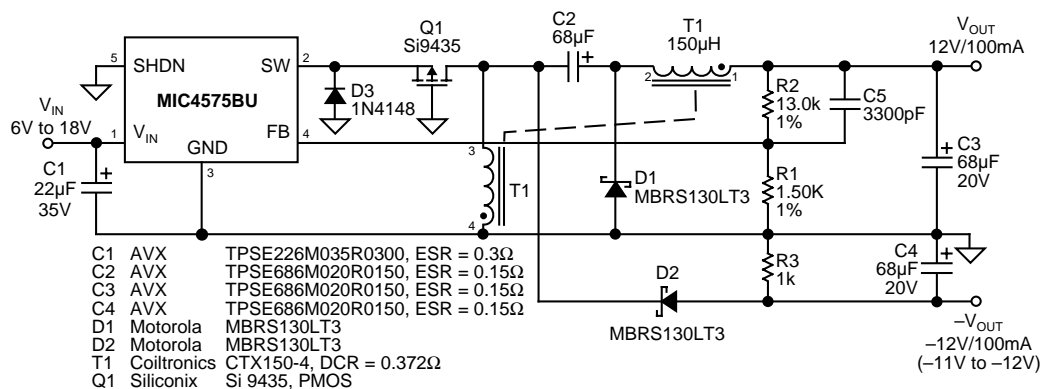 Q1
Si9435
C2
68µF
+
T1
150µH
2
1
V_OUT
12V/100mA
5
SHDN
SW
2
MIC4575BU
D3
1N4148
R2
13.0k
1%
C5
3300pF
V_IN
6V to 18V
1
V_IN
FB
4
GND
3
C1
22µF
35V
+
3
T1
4
D1
MBRS130LT3
R1
1.50K
1%
+
C3
68µF
20V
R3
1k
C4
68µF
20V
+
D2
MBRS130LT3
–V_OUT
–12V/100mA
(–11V to –12V)
C1 AVX TPSE226M035R0300, ESR = 0.3Ω
C2 AVX TPSE686M020R0150, ESR = 0.15Ω
C3 AVX TPSE686M020R0150, ESR = 0.15Ω
C4 AVX TPSE686M020R0150, ESR = 0.15Ω
D1 Motorola MBRS130LT3
D2 Motorola MBRS130LT3
T1 Coiltronics CTX150-4, DCR = 0.372Ω
Q1 Siliconix Si 9435, PMOS